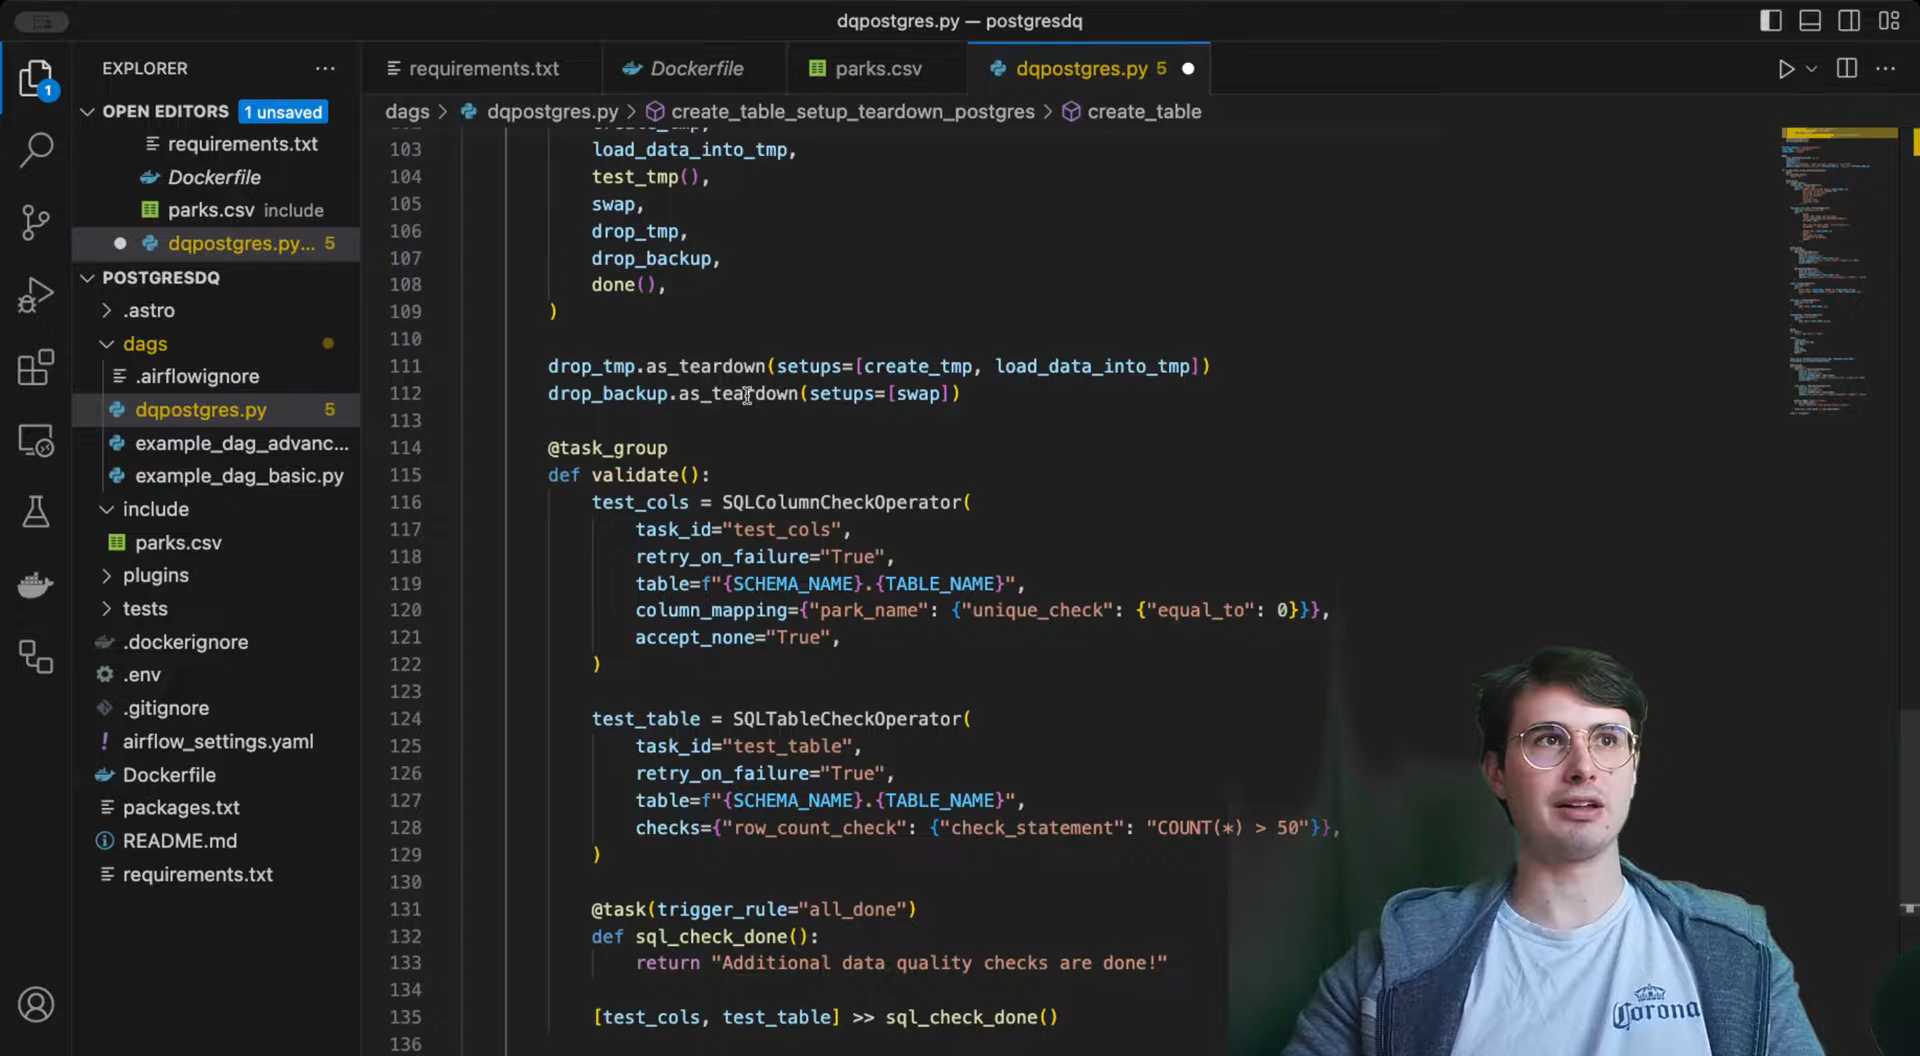 dqpostgres.py — postgresdq
EXPLORER
requirements.txt
Dockerfile
parks.csv
dqpostgres.py 5
OPEN EDITORS 1 unsaved
1
dags > dqpostgres.py > create_table_setup_teardown_postgres > create_table
requirements.txt
Dockerfile
parks.csv include
dqpostgres.py... 5
POSTGRESDQ
.astro
dags
.airflowignore
dqpostgres.py 5
example_dag_advanc...
example_dag_basic.py
include
parks.csv
plugins
tests
.dockerignore
.env
.gitignore
airflow_settings.yaml
Dockerfile
packages.txt
README.md
requirements.txt
103 load_data_into_tmp,
104 test_tmp(),
105 swap,
106 drop_tmp,
107 drop_backup,
108 done(),
109 )
110
111 drop_tmp.as_teardown(setups=[create_tmp, load_data_into_tmp])
112 drop_backup.as_teardown(setups=[swap])
113
114 @task_group
115 def validate():
116 test_cols = SQLColumnCheckOperator(
117 task_id="test_cols",
118 retry_on_failure="True",
119 table=f"{SCHEMA_NAME}.{TABLE_NAME}",
120 column_mapping={"park_name": {"unique_check": {"equal_to": 0}}},
121 accept_none="True",
122 )
123
124 test_table = SQLTableCheckOperator(
125 task_id="test_table",
126 retry_on_failure="True",
127 table=f"{SCHEMA_NAME}.{TABLE_NAME}",
128 checks={"row_count_check": {"check_statement": "COUNT(*) > 50"}},
129 )
130
131 @task(trigger_rule="all_done")
132 def sql_check_done():
133 return "Additional data quality checks are done!"
134
135 [test_cols, test_table] >> sql_check_done()
136
Corona